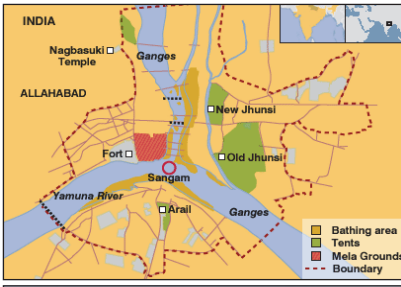 INDIA
Nagbasuki
Temple
Ganges
ALLAHABAD
New Jhunsi
Fort
Old Jhunsi
Sangam
Yamuna River
Arail
Ganges
Bathing area
Tents
Mela Grounds
Boundary